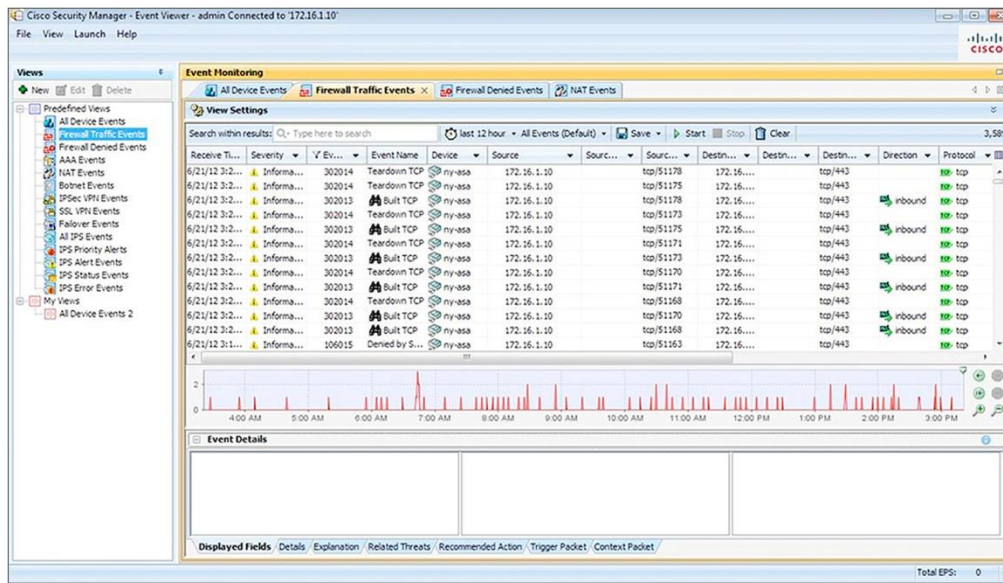 Cisco Security Manager - Event Viewer - admin Connected to '172.16.1.10'
File View Launch Help
CISCO
Views
New Edit Delete
Predefined Views
All Device Events
Firewall Traffic Events
Firewall Denied Events
AAA Events
NAT Events
Botnet Events
IPSec VPN Events
SSL VPN Events
Failover Events
All IPS Events
IPS Priority Alerts
IPS Alert Events
IPS Status Events
IPS Error Events
My Views
All Device Events 2
Event Monitoring
All Device Events Firewall Traffic Events Firewall Denied Events NAT Events
View Settings
Search within results: Type here to search last 12 hour All Events (Default) Save Start Stop Clear
Receive Ti... Severity Ev... Event Name Device Source Sourc... Sourc... Destin... Destin... Destin... Direction Protocol
6/21/12 3:2... Informa... 302014 Teardown TCP ny-asa 172.16.1.10 tcp/51178 172.16.... tcp/443 tcp
6/21/12 3:2... Informa... 302014 Teardown TCP ny-asa 172.16.1.10 tcp/51175 172.16.... tcp/443 tcp
6/21/12 3:2... Informa... 302013 Built TCP ny-asa 172.16.1.10 tcp/51178 172.16.... tcp/443 inbound tcp
6/21/12 3:2... Informa... 302014 Teardown TCP ny-asa 172.16.1.10 tcp/51173 172.16.... tcp/443 tcp
6/21/12 3:2... Informa... 302013 Built TCP ny-asa 172.16.1.10 tcp/51175 172.16.... tcp/443 inbound tcp
6/21/12 3:2... Informa... 302014 Teardown TCP ny-asa 172.16.1.10 tcp/51171 172.16.... tcp/443 tcp
6/21/12 3:2... Informa... 302013 Built TCP ny-asa 172.16.1.10 tcp/51173 172.16.... tcp/443 inbound tcp
6/21/12 3:2... Informa... 302014 Teardown TCP ny-asa 172.16.1.10 tcp/51170 172.16.... tcp/443 tcp
6/21/12 3:2... Informa... 302013 Built TCP ny-asa 172.16.1.10 tcp/51171 172.16.... tcp/443 inbound tcp
6/21/12 3:2... Informa... 302014 Teardown TCP ny-asa 172.16.1.10 tcp/51168 172.16.... tcp/443 tcp
6/21/12 3:2... Informa... 302013 Built TCP ny-asa 172.16.1.10 tcp/51170 172.16.... tcp/443 inbound tcp
6/21/12 3:2... Informa... 302013 Built TCP ny-asa 172.16.1.10 tcp/51168 172.16.... tcp/443 inbound tcp
6/21/12 3:1... Informa... 106015 Denied by S... ny-asa 172.16.1.10 tcp/51163 172.16.... tcp/443 tcp
2
0
4:00 AM 5:00 AM 6:00 AM 7:00 AM 8:00 AM 9:00 AM 10:00 AM 11:00 AM 12:00 PM 1:00 PM 2:00 PM 3:00 PM
Event Details
Displayed Fields Details Explanation Related Threats Recommended Action Trigger Packet Context Packet
Total EPS: 0